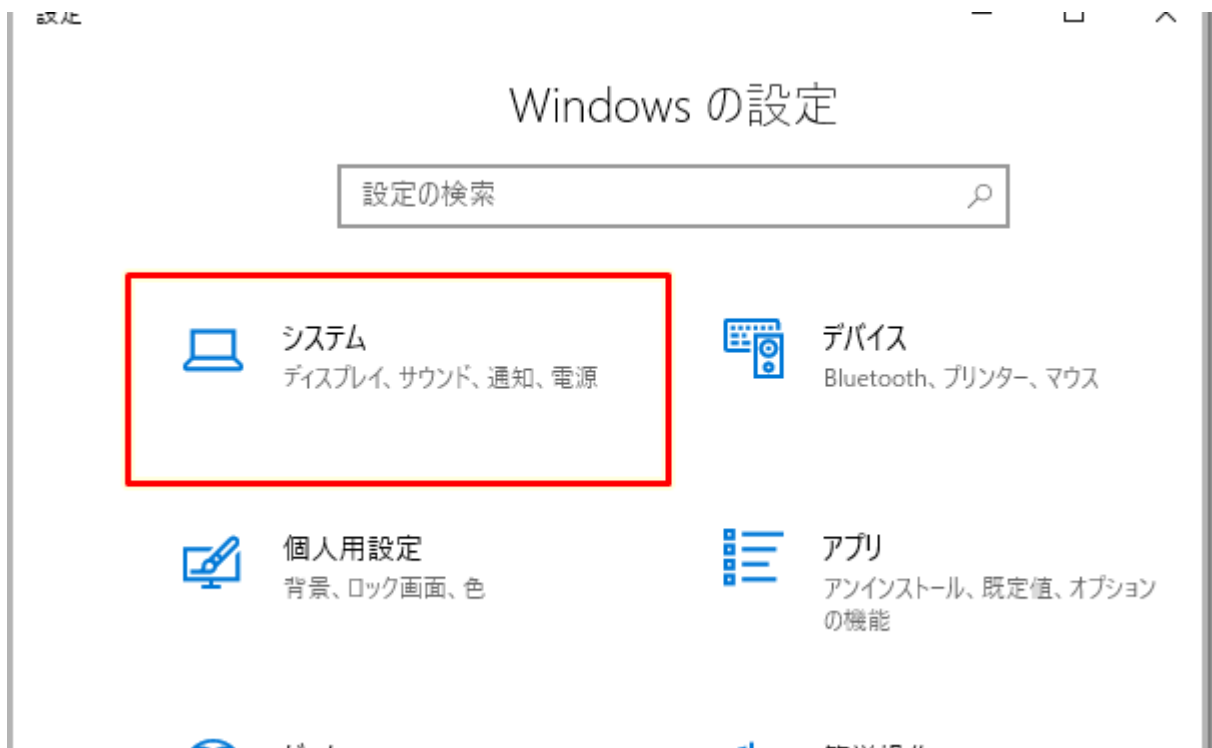 設定
Windows の設定
設定の検索
システム
ディスプレイ、サウンド、通知、電源
デバイス
Bluetooth、プリンター、マウス
個人用設定
背景、ロック画面、色
アプリ
アンインストール、既定値、オプション
の機能